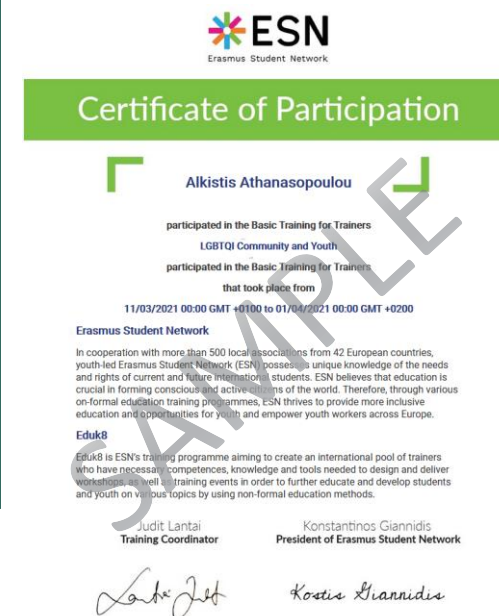 ESN
Erasmus Student Network
Certificate of Participation
Alkistis Athanasopoulou
participated in the Basic Training for Trainers
LGBTQI Community and Youth
participated in the Basic Training for Trainers
that took place from
11/03/2021 00:00 GMT +0100 to 01/04/2021 00:00 GMT +0200
Erasmus Student Network
In cooperation with more than 500 local associations from 42 European countries,
youth-led Erasmus Student Network (ESN) possesses unique knowledge of the needs
and rights of current and future international students. ESN believes that education is
crucial in forming conscious and active citizens of the world. Therefore, through various
on-formal education training programmes, ESN thrives to provide more inclusive
education and opportunities for youth and empower youth workers across Europe.
Eduk8
Eduk8 is ESN's training programme aiming to create an international pool of trainers
who have necessary competences, knowledge and tools needed to design and deliver
workshops, as well as training events in order to further educate and develop students
and youth on various topics by using non-formal education methods.
SAMPLE
Judit Lantai
Training Coordinator
Konstantinos Giannidis
President of Erasmus Student Network
Kostis Giannidis